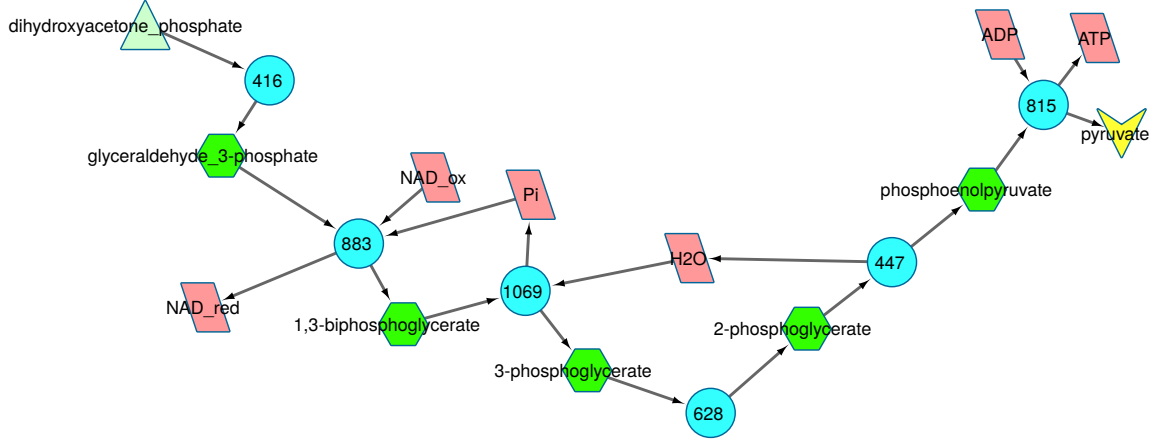 dihydroxyacetone_phosphate
416
glyceraldehyde_3-phosphate
NAD_ox
Pi
883
NAD_red
1,3-biphosphoglycerate
1069
H2O
3-phosphoglycerate
628
2-phosphoglycerate
447
phosphoenolpyruvate
ADP
ATP
815
pyruvate